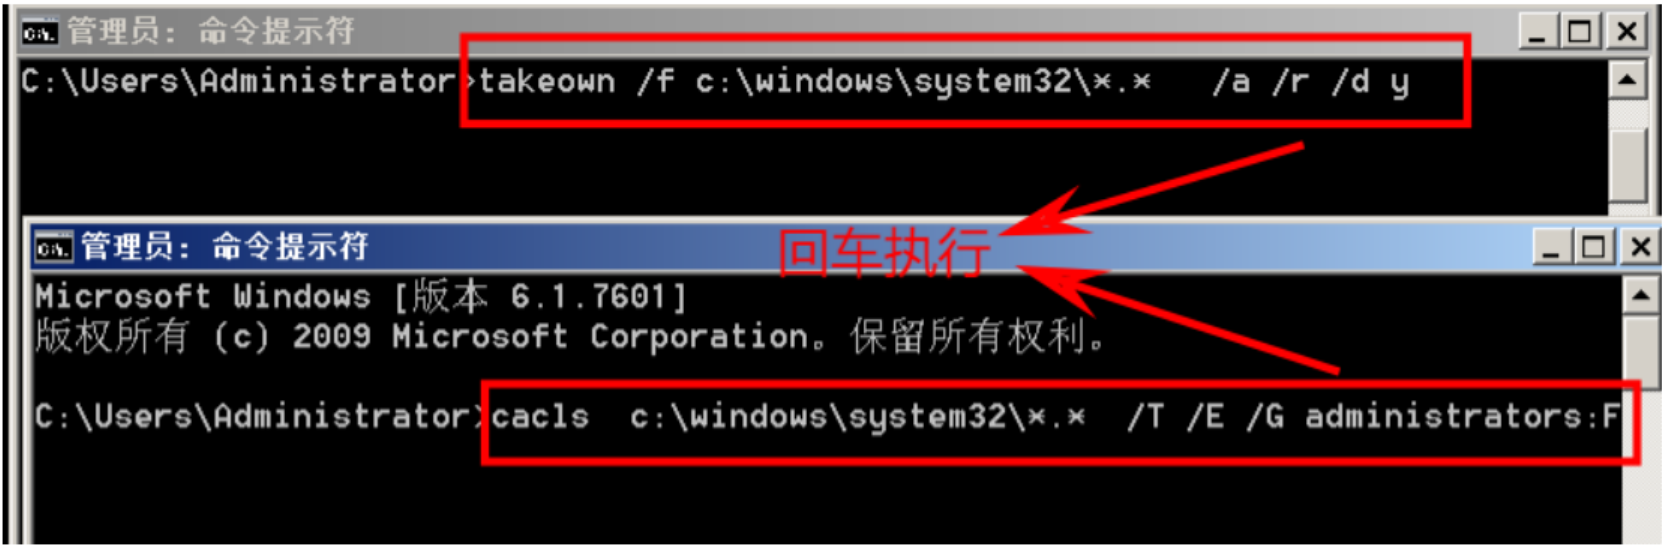 管理员: 命令提示符
C:\Users\Administrator>takeown /f c:\windows\system32\*.*   /a /r /d y
管理员: 命令提示符
回车执行
Microsoft Windows [版本 6.1.7601]
版权所有 (c) 2009 Microsoft Corporation。保留所有权利。
C:\Users\Administrator>cacls  c:\windows\system32\*.*  /T /E /G administrators:F